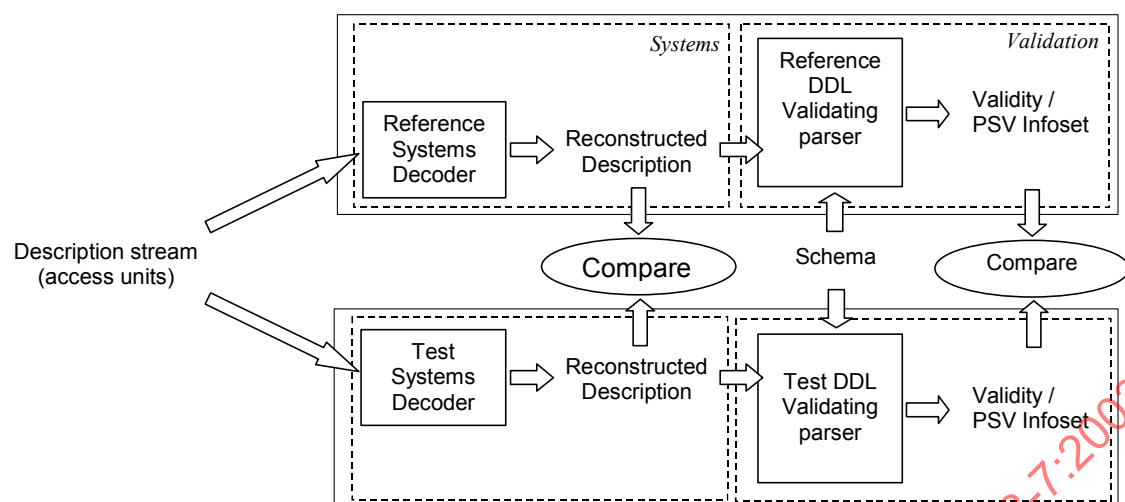 Systems
Validation
Reference
Systems
Decoder
Reconstructed
Description
Reference
DDL
Validating
parser
Validity /
PSV Infoset
Description stream
(access units)
Compare
Schema
Compare
Test
Systems
Decoder
Reconstructed
Description
Test DDL
Validating
parser
Validity /
PSV Infoset